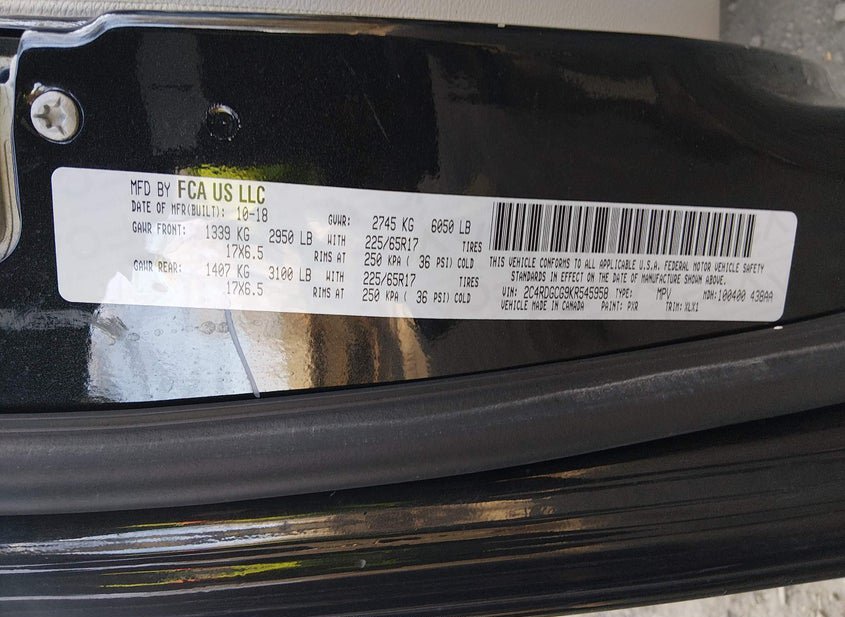 MFD BY FCA US LLC
DATE OF MFR(BUILT): 10-18 GVWR: 2745 KG 6050 LB
GAWR FRONT: 1339 KG 2950 LB WITH 225/65R17 TIRES
17X6.5 RIMS AT 250 KPA ( 36 PSI) COLD
GAWR REAR: 1407 KG 3100 LB WITH 225/65R17 TIRES
17X6.5 RIMS AT 250 KPA ( 36 PSI) COLD
THIS VEHICLE CONFORMS TO ALL APPLICABLE U.S.A. FEDERAL MOTOR VEHICLE SAFETY
STANDARDS IN EFFECT ON THE DATE OF MANUFACTURE SHOWN ABOVE.
VIN: 2C4RDGCG9KR545958 TYPE: MPV MDH:100400 43BAA
VEHICLE MADE IN CANADA PAINT: PXR TRIM: XLX1